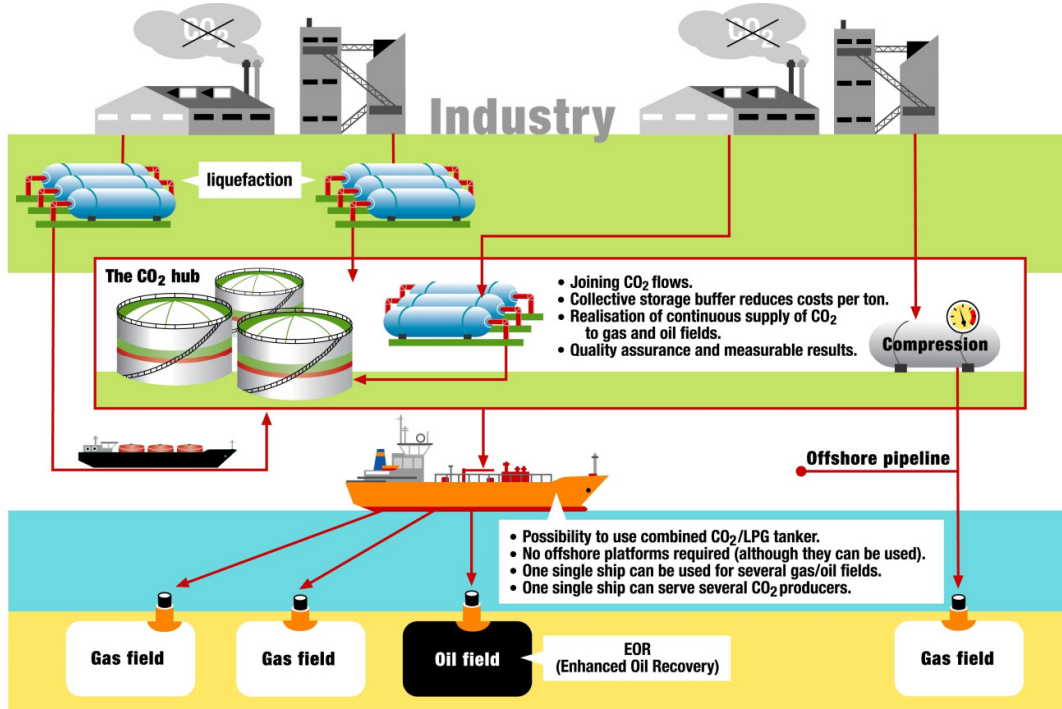 CO₂
CO₂
Industry
liquefaction
The CO₂ hub
• Joining CO₂ flows.
• Collective storage buffer reduces costs per ton.
• Realisation of continuous supply of CO₂
to gas and oil fields.
• Quality assurance and measurable results.
Compression
Offshore pipeline
• Possibility to use combined CO₂/LPG tanker.
• No offshore platforms required (although they can be used).
• One single ship can be used for several gas/oil fields.
• One single ship can serve several CO₂ producers.
Gas field
Gas field
Oil field
EOR
(Enhanced Oil Recovery)
Gas field